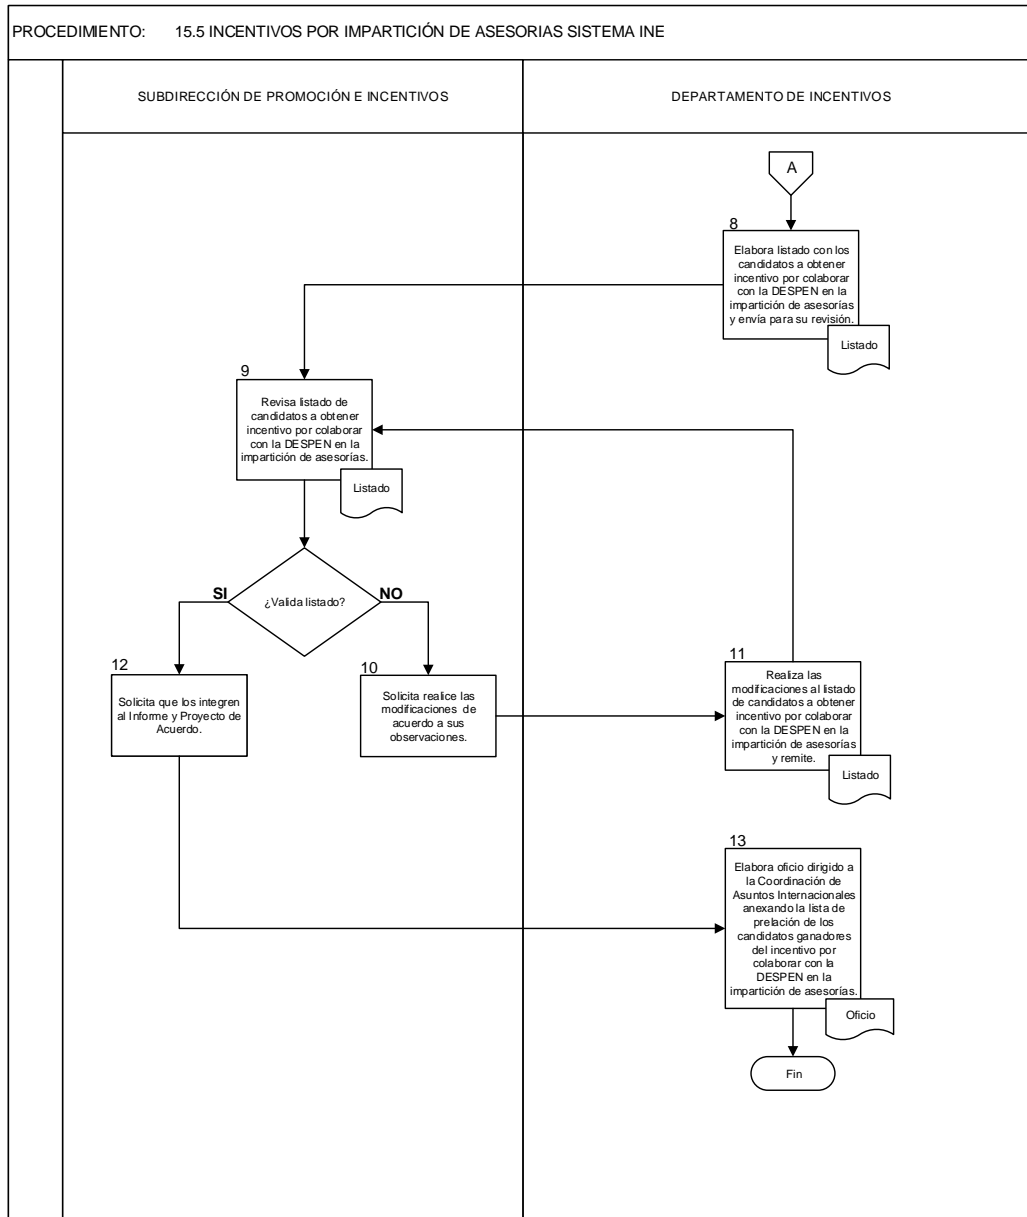 PROCEDIMIENTO: 15.5 INCENTIVOS POR IMPARTICIÓN DE ASESORIAS SISTEMA INE
SUBDIRECCIÓN DE PROMOCIÓN E INCENTIVOS
DEPARTAMENTO DE INCENTIVOS
A
8
Elabora listado con los
candidatos a obtener
incentivo por colaborar
con la DESPEN en la
impartición de asesorías
y envía para su revisión.
Listado
9
Revisa listado de
candidatos a obtener
incentivo por colaborar
con la DESPEN en la
impartición de asesorías.
Listado
¿Valida listado?
SI
NO
12
Solicita que los integren
al Informe y Proyecto de
Acuerdo.
10
Solicita realice las
modificaciones de
acuerdo a sus
observaciones.
11
Realiza las
modificaciones al listado
de candidatos a obtener
incentivo por colaborar
con la DESPEN en la
impartición de asesorías
y remite.
Listado
13
Elabora oficio dirigido a
la Coordinación de
Asuntos Internacionales
anexando la lista de
prelación de los
candidatos ganadores
del incentivo por
colaborar con la
DESPEN en la
impartición de asesorías.
Oficio
Fin